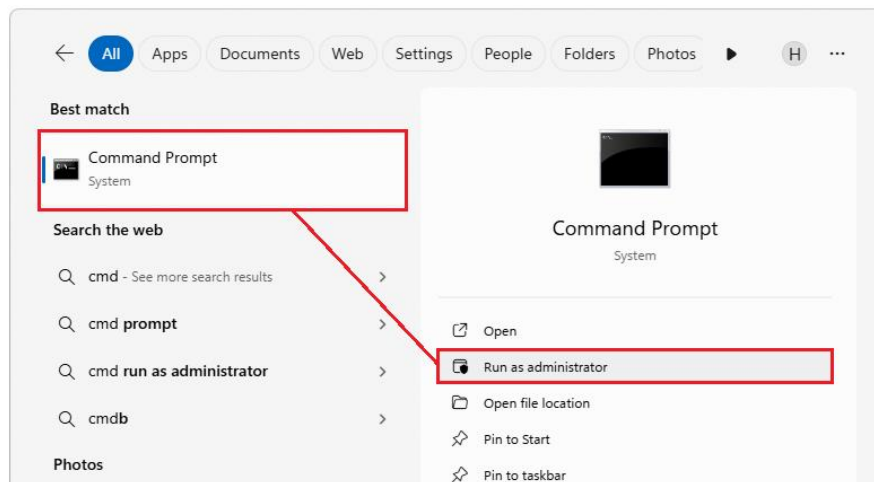 All Apps Documents Web Settings People Folders Photos H ...
Best match
Command Prompt
System
Search the web
cmd - See more search results
cmd prompt
cmd run as administrator
cmdb
Photos
Command Prompt
System
Open
Run as administrator
Open file location
Pin to Start
Pin to taskbar